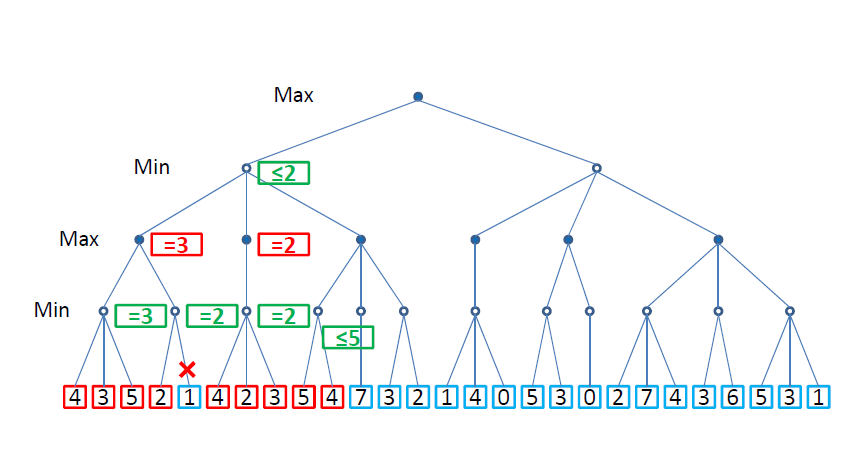 Max
Min ≤2
Max =3 =2
Min =3 =2 =2
≤5
4 3 5 2 1 4 2 3 5 4 7 3 2 1 4 0 5 3 0 2 7 4 3 6 5 3 1